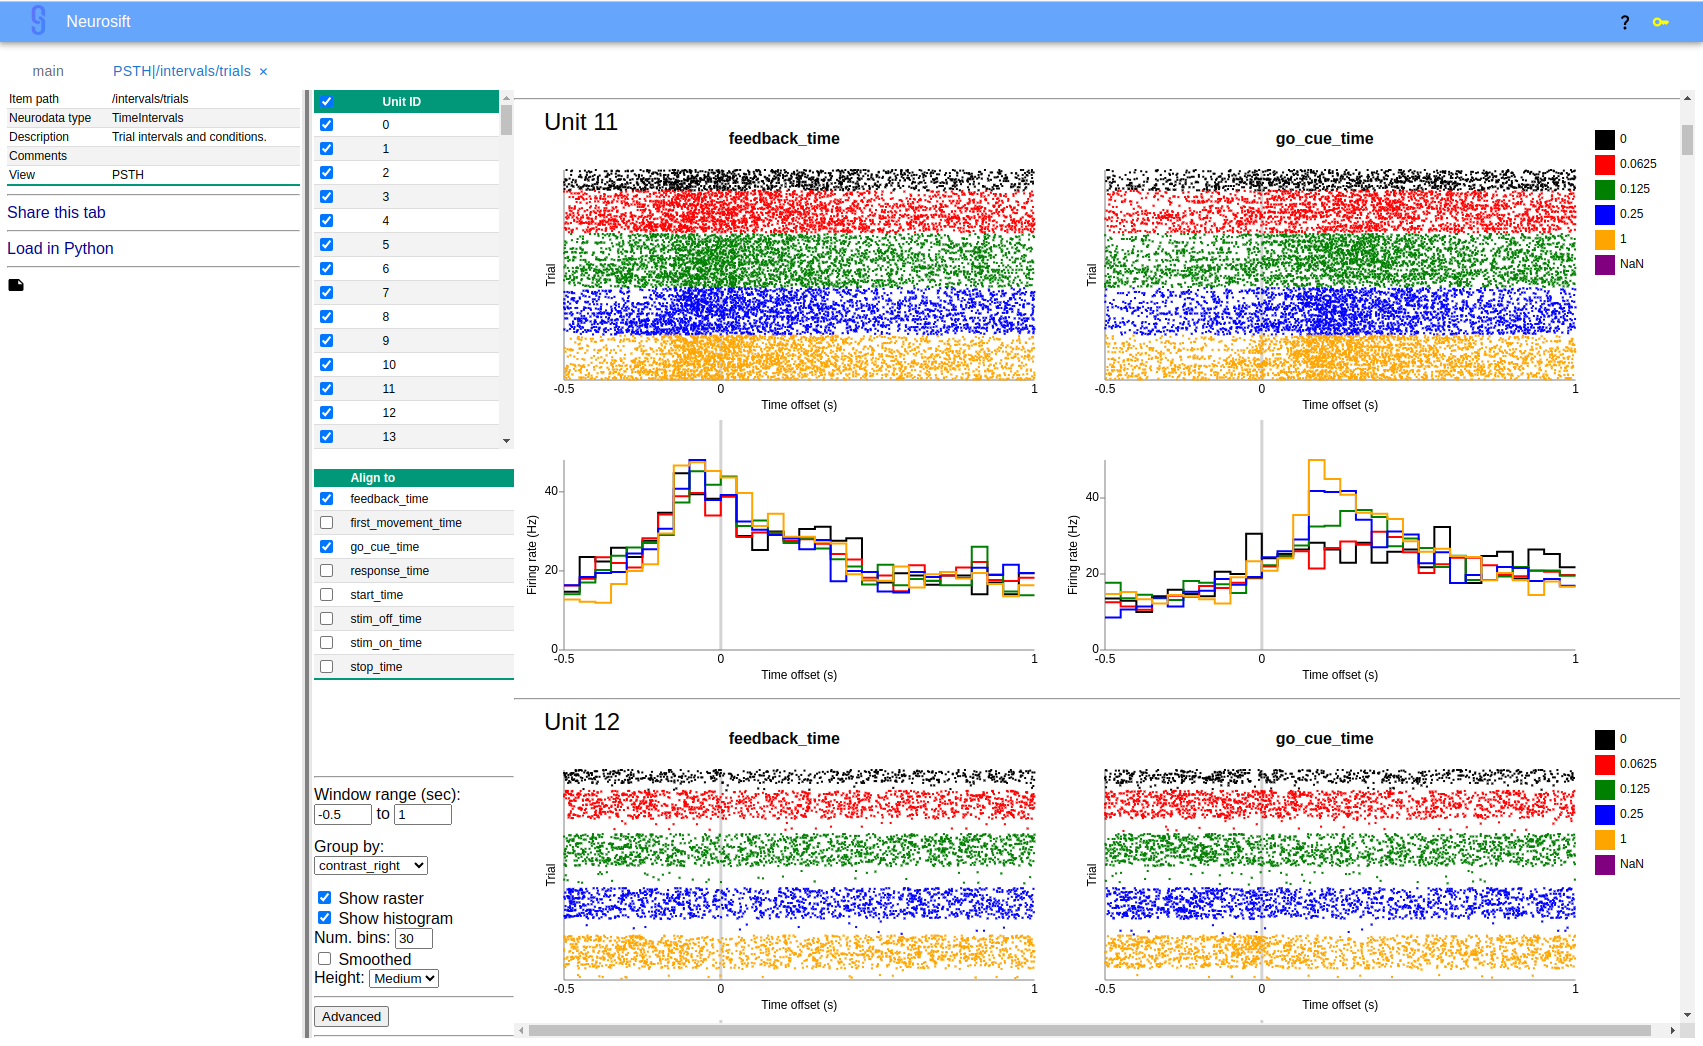 Neurosift
?
main
PSTH|/intervals/trials ×
Item path /intervals/trials
Neurodata type TimeIntervals
Description Trial intervals and conditions.
Comments
View PSTH
Share this tab
Load in Python
Unit ID
0
1
2
3
4
5
6
7
8
9
10
11
12
13
Align to
feedback_time
first_movement_time
go_cue_time
response_time
start_time
stim_off_time
stim_on_time
stop_time
Window range (sec):
-0.5 to 1
Group by:
contrast_right
Show raster
Show histogram
Num. bins: 30
Smoothed
Height: Medium
Advanced
Unit 11
feedback_time
Trial
-0.5 0 1
Time offset (s)
go_cue_time
Trial
-0.5 0 1
Time offset (s)
0
0.0625
0.125
0.25
1
NaN
Firing rate (Hz)
40
20
0
-0.5 0 1
Time offset (s)
Firing rate (Hz)
40
20
0
-0.5 0 1
Time offset (s)
Unit 12
feedback_time
Trial
-0.5 0 1
Time offset (s)
go_cue_time
Trial
-0.5 0 1
Time offset (s)
0
0.0625
0.125
0.25
1
NaN